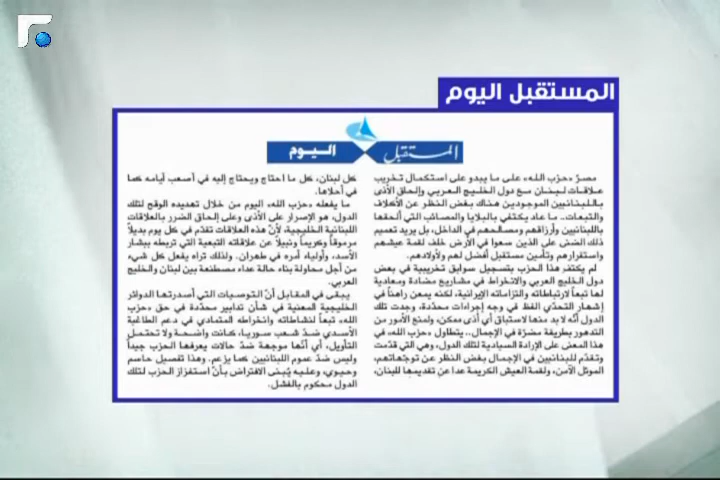 المستقبل اليوم
المستقبل اليوم
مصرّ «حزب الله» على ما يبدو على استكمال تخريب
علاقات لبنان مع دول الخليج العربي وإلحاق الأذى
باللبنانيين الموجودين هناك بغض النظر عن الأكلاف
والتبعات.. ما عاد يكتفي بالبلايا والمصائب التي ألحقها
باللبنانيين وأرزاقهم ومصالحهم في الداخل، بل يريد تعميم
ذلك الضنى على الذين سعوا في الأرض خلف لقمة عيشهم
واستقرارهم وتأمين مستقبل أفضل لهم ولأولادهم.
لم يكتفر هذا الحزب بتسجيل سوابق تخريبية في بعض
دول الخليج العربي والانخراط في مشاريع مضادة ومعادية
لها تبعاً لارتباطاته والتزاماته الإيرانية، لكنه يمعن راهناً في
إشهار التحدّي الفظ في وجه إجراءات محدّدة، وجدت تلك
الدول أنه لا بد منها لاستباق أي أذى ممكن، ولمنع الأمور من
التدهور بطريقة مضرّة في الإجمال.. يتطاول «حزب الله» في
هذا المعنى على الإرادة السيادية لتلك الدول، وهي التي قدّمت
وتقدّم للبنانيين في الإجمال بغض النظر عن توجهاتهم،
الموئل الآمن، ولقمة العيش الكريمة عدا عن تقديمها للبنان،
كل لبنان، كل ما احتاج ويحتاج إليه في أصعب أيامه كما
في أحلاها.
ما يفعله «حزب الله» اليوم من خلال تهديده الوقح لتلك
الدول، هو الإصرار على الأذى وعلى إلحاق الضرر بالعلاقات
اللبنانية الخليجية، لأنّ هذه العلاقات تقدّم في كل يوم بديلاً
مرموقاً وكريماً ونبيلاً عن علاقاته التبعية التي تربطه ببشار
الأسد، وأولياء أمره في طهران.. ولذلك تراه يفعل كل شيء
من أجل محاولة بناء حالة عداء مصطنعة بين لبنان والخليج
العربي.
يبقى في المقابل أنّ التوصيات التي أصدرتها الدوائر
الخليجية المعنية في شأن تدابير محدّدة في حق «حزب
الله» تبعاً لنشاطاته وانخراطه المتمادي في دعم الطاغية
الأسدي ضدّ شعب سوريا، كانت واضحة ولا تحتمل
التأويل، أي أنّها موجهة ضدّ حالات يعرفها الحزب جيداً
وليس ضدّ عموم اللبنانيين كما يزعم. وهذا تفصيل حاسم
وحيوي، وعليه يُبنى الافتراض بأنّ استفزاز الحزب لتلك
الدول محكوم بالفشل.